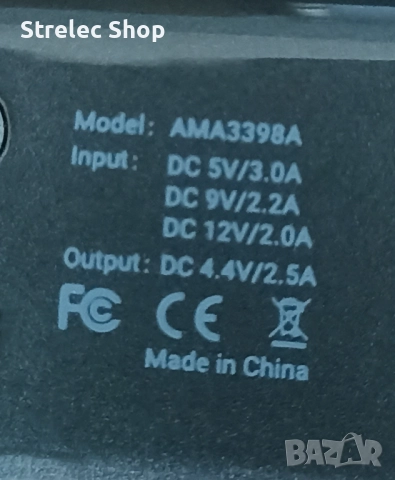 Strelec Shop
Model: AMA3398A
Input: DC 5V/3.0A
DC 9V/2.2A
DC 12V/2.0A
Output: DC 4.4V/2.5A
FC CE
Made in China
BAZAR